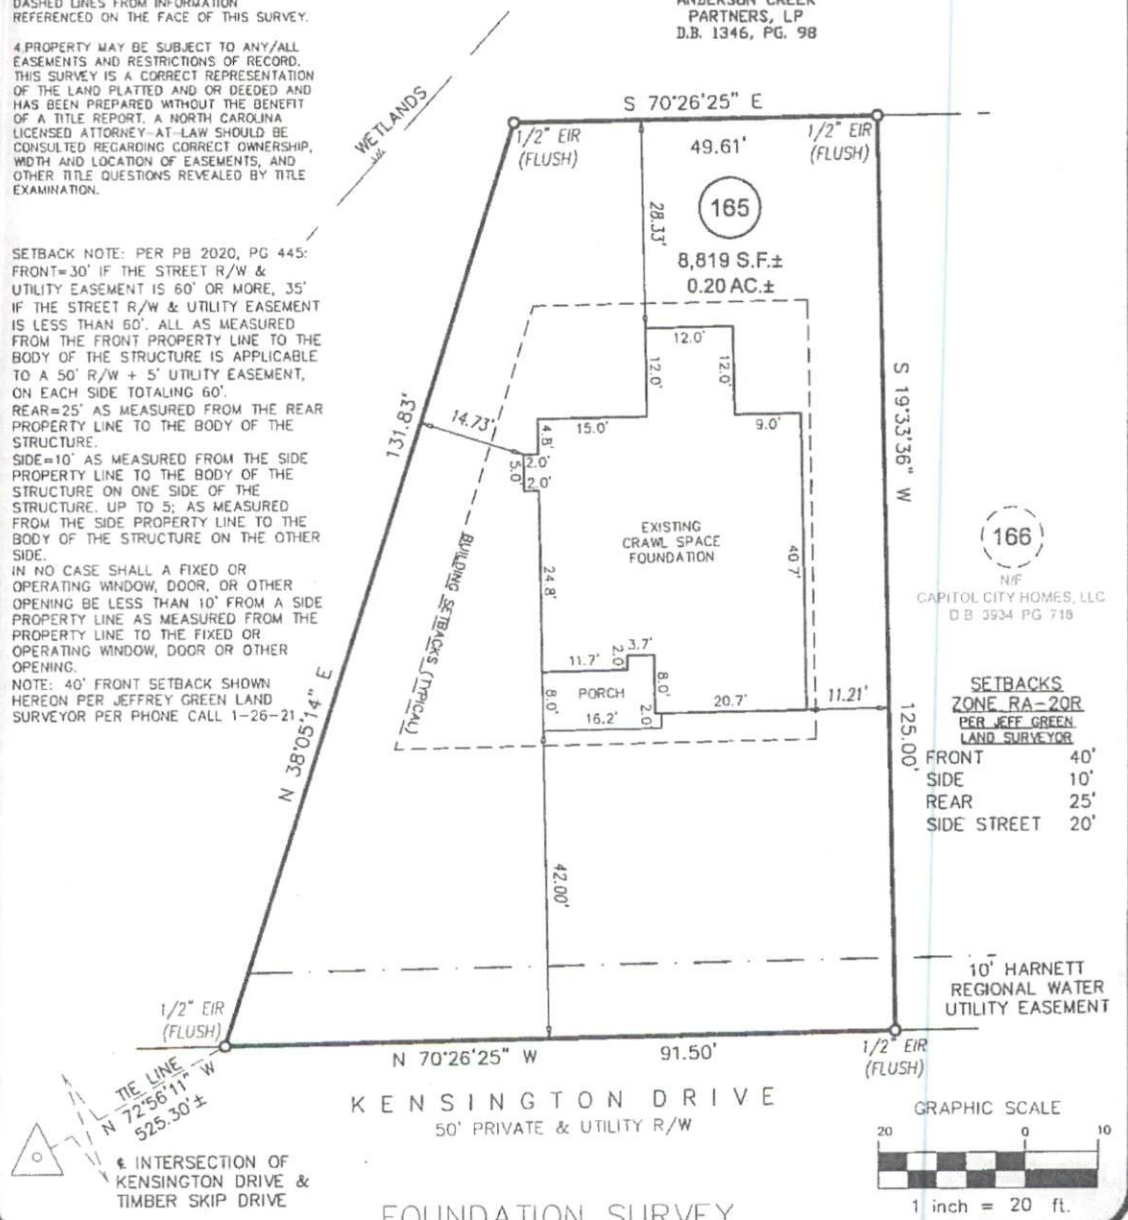 DASHED LINES FROM INFORMATION
REFERENCED ON THE FACE OF THIS SURVEY.
4.PROPERTY MAY BE SUBJECT TO ANY/ALL
EASEMENTS AND RESTRICTIONS OF RECORD.
THIS SURVEY IS A CORRECT REPRESENTATION
OF THE LAND PLATTED AND OR DEEDED AND
HAS BEEN PREPARED WITHOUT THE BENEFIT
OF A TITLE REPORT. A NORTH CAROLINA
LICENSED ATTORNEY-AT-LAW SHOULD BE
CONSULTED REGARDING CORRECT OWNERSHIP,
WIDTH AND LOCATION OF EASEMENTS, AND
OTHER TITLE QUESTIONS REVEALED BY TITLE
EXAMINATION.
SETBACK NOTE: PER PB 2020, PG 445:
FRONT=30' IF THE STREET R/W &
UTILITY EASEMENT IS 60' OR MORE, 35'
IF THE STREET R/W & UTILITY EASEMENT
IS LESS THAN 60'. ALL AS MEASURED
FROM THE FRONT PROPERTY LINE TO THE
BODY OF THE STRUCTURE IS APPLICABLE
TO A 50' R/W + 5' UTILITY EASEMENT,
ON EACH SIDE TOTALING 60'.
REAR=25' AS MEASURED FROM THE REAR
PROPERTY LINE TO THE BODY OF THE
STRUCTURE.
SIDE=10' AS MEASURED FROM THE SIDE
PROPERTY LINE TO THE BODY OF THE
STRUCTURE ON ONE SIDE OF THE
STRUCTURE. UP TO 5; AS MEASURED
FROM THE SIDE PROPERTY LINE TO THE
BODY OF THE STRUCTURE ON THE OTHER
SIDE.
IN NO CASE SHALL A FIXED OR
OPERATING WINDOW, DOOR, OR OTHER
OPENING BE LESS THAN 10' FROM A SIDE
PROPERTY LINE AS MEASURED FROM THE
PROPERTY LINE TO THE FIXED OR
OPERATING WINDOW, DOOR OR OTHER
OPENING.
NOTE: 40' FRONT SETBACK SHOWN
HEREON PER JEFFREY GREEN LAND
SURVEYOR PER PHONE CALL 1-26-21
ANDERSON CREEK
PARTNERS, LP
D.B. 1346, PG. 98
WETLANDS
S 70°26'25" E
1/2" EIR
(FLUSH)
49.61'
1/2" EIR
(FLUSH)
165
28.33'
8,819 S.F.±
0.20 AC.±
12.0'
12.0'
12.0'
131.83'
14.73'
15.0'
9.0'
4.8'
2.0'
5.0'
2.0'
S 19°33'36" W
EXISTING
CRAWL SPACE
FOUNDATION
40.7'
24.8'
BUILDING SETBACKS (TYPICAL)
166
N/F
CAPITOL CITY HOMES, LLC
D.B. 3934 PG 718
N 38°05'14" E
11.7'
2.0'
3.7'
PORCH
8.0'
8.0'
16.2'
2.0'
20.7'
11.21'
125.00'
SETBACKS
ZONE RA-20R
PER JEFF GREEN
LAND SURVEYOR
FRONT 40'
SIDE 10'
REAR 25'
SIDE STREET 20'
42.00'
10' HARNETT
REGIONAL WATER
UTILITY EASEMENT
1/2" EIR
(FLUSH)
N 70°26'25" W
91.50'
1/2" EIR
(FLUSH)
TIE LINE
N 72°56'11" W
525.30'±
KENSINGTON DRIVE
50' PRIVATE & UTILITY R/W
℄ INTERSECTION OF
KENSINGTON DRIVE &
TIMBER SKIP DRIVE
GRAPHIC SCALE
20 0 10
1 inch = 20 ft.
FOUNDATION SURVEY